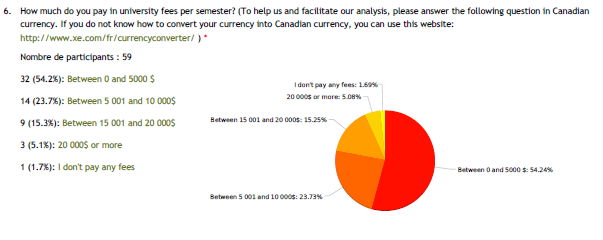 6. How much do you pay in university fees per semester? (To help us and facilitate our analysis, please answer the following question in Canadian
currency. If you do not know how to convert your currency into Canadian currency, you can use this website:
http://www.xe.com/fr/currencyconverter/ ) *
Nombre de participants : 59
32 (54.2%): Between 0 and 5000 $
14 (23.7%): Between 5 001 and 10 000$
9 (15.3%): Between 15 001 and 20 000$
3 (5.1%): 20 000$ or more
1 (1.7%): I don't pay any fees
I don't pay any fees: 1.69%
20 000$ or more: 5.08%
Between 15 001 and 20 000$: 15.25%
Between 0 and 5000 $: 54.24%
Between 5 001 and 10 000$: 23.73%